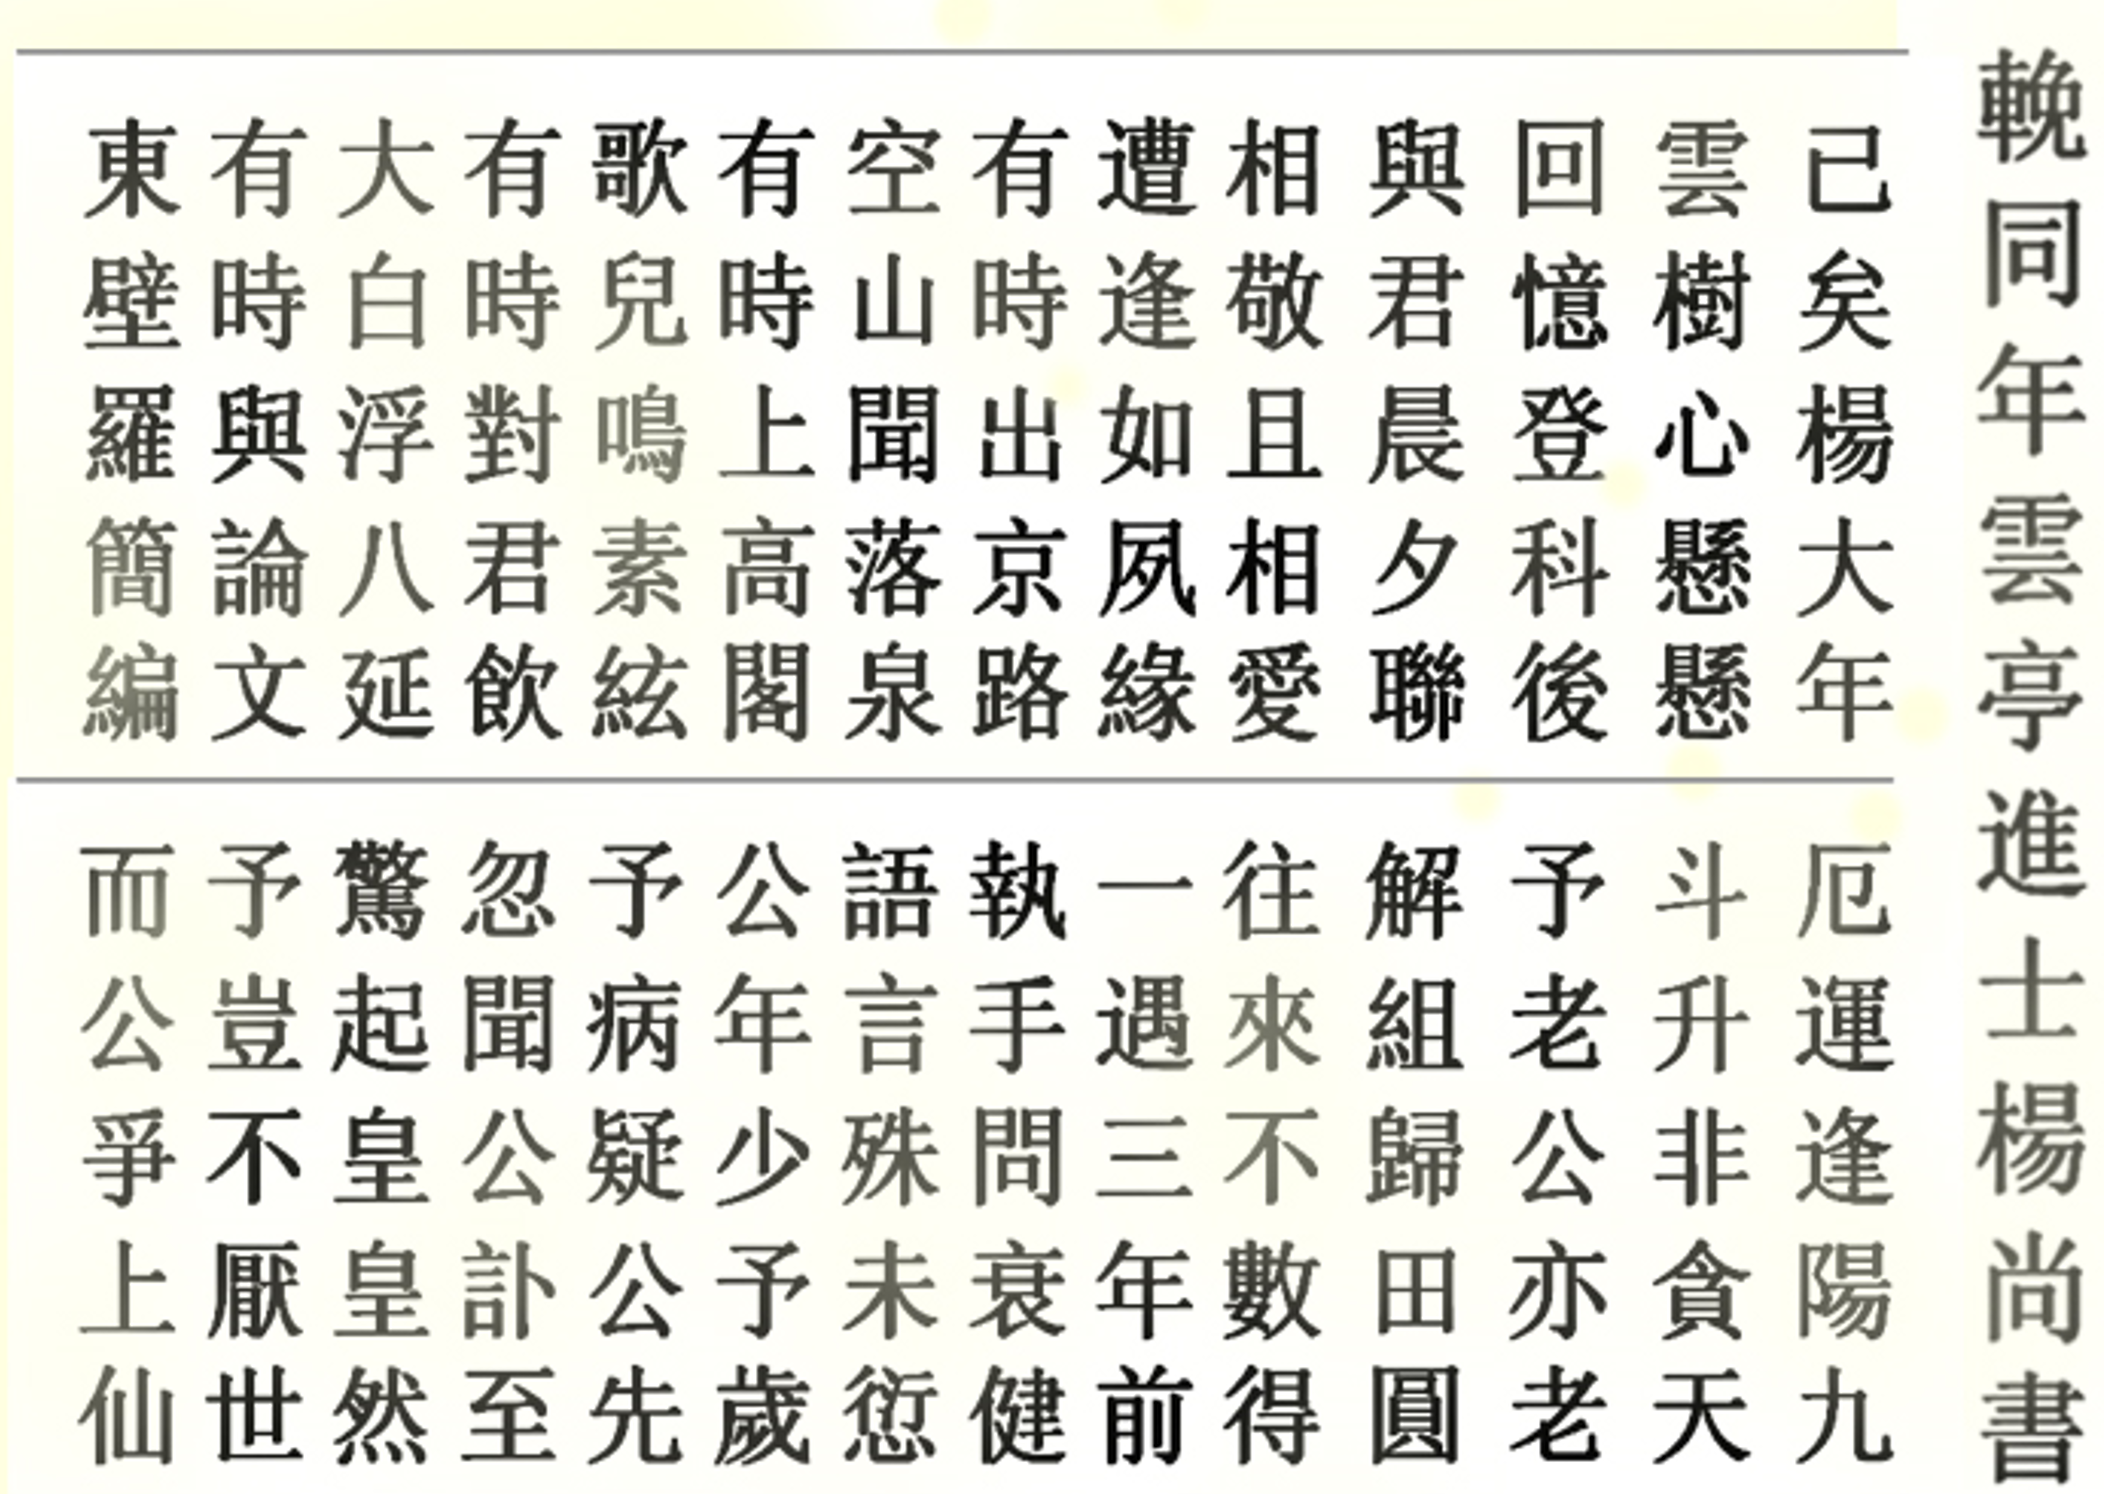 輓同年雲亭進士楊尚書
已矣楊大年
雲樹心懸懸
回憶登科後
與君晨夕聯
相敬且相愛
遭逢如夙緣
有時出京路
空山聞落泉
有時上高閣
歌兒鳴素絃
有時對君飲
大白浮八延
有時與論文
東壁羅簡編
厄運逢陽九
斗升非貪天
予老公亦老
解組歸田圓
往來不數得
一遇三年前
執手問衰健
語言殊未愆
公年少予歲
予病疑公先
忽聞公訃至
驚起皇皇然
予豈不厭世
而公爭上仙